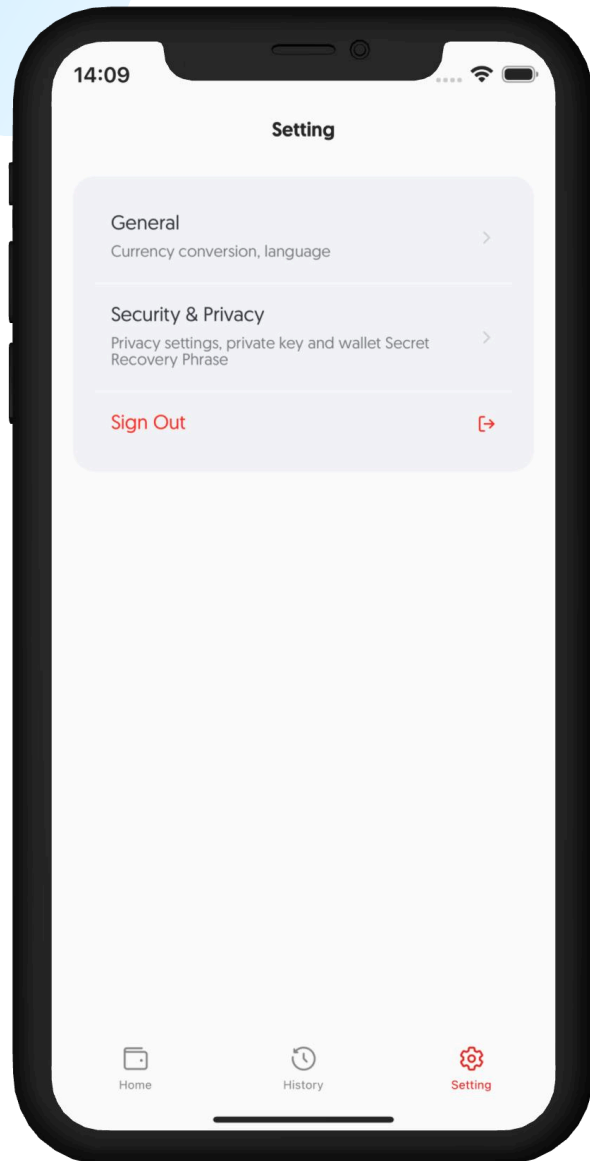 14:09
Setting
General
Currency conversion, language
Security & Privacy
Privacy settings, private key and wallet Secret
Recovery Phrase
Sign Out
Home
History
Setting